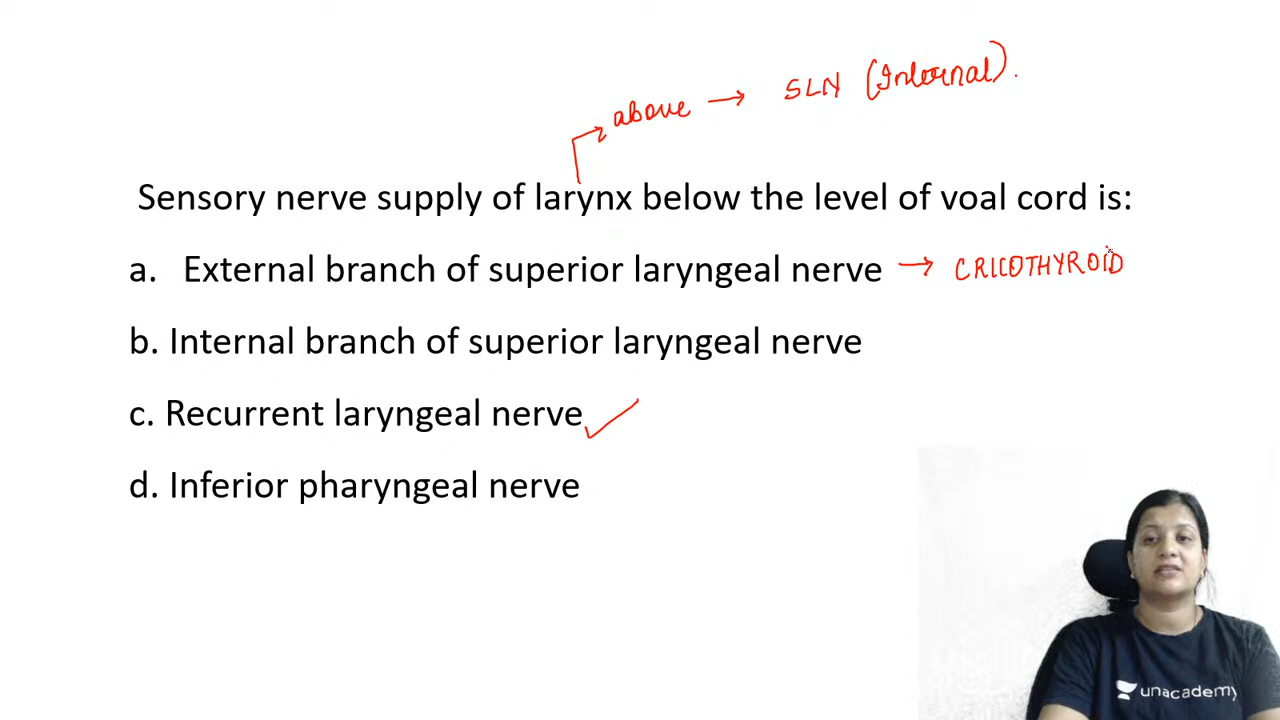 above → SLN (Internal).
Sensory nerve supply of larynx below the level of voal cord is:
a. External branch of superior laryngeal nerve → CRICOTHYROID
b. Internal branch of superior laryngeal nerve
c. Recurrent laryngeal nerve ✓
d. Inferior pharyngeal nerve
unacademy